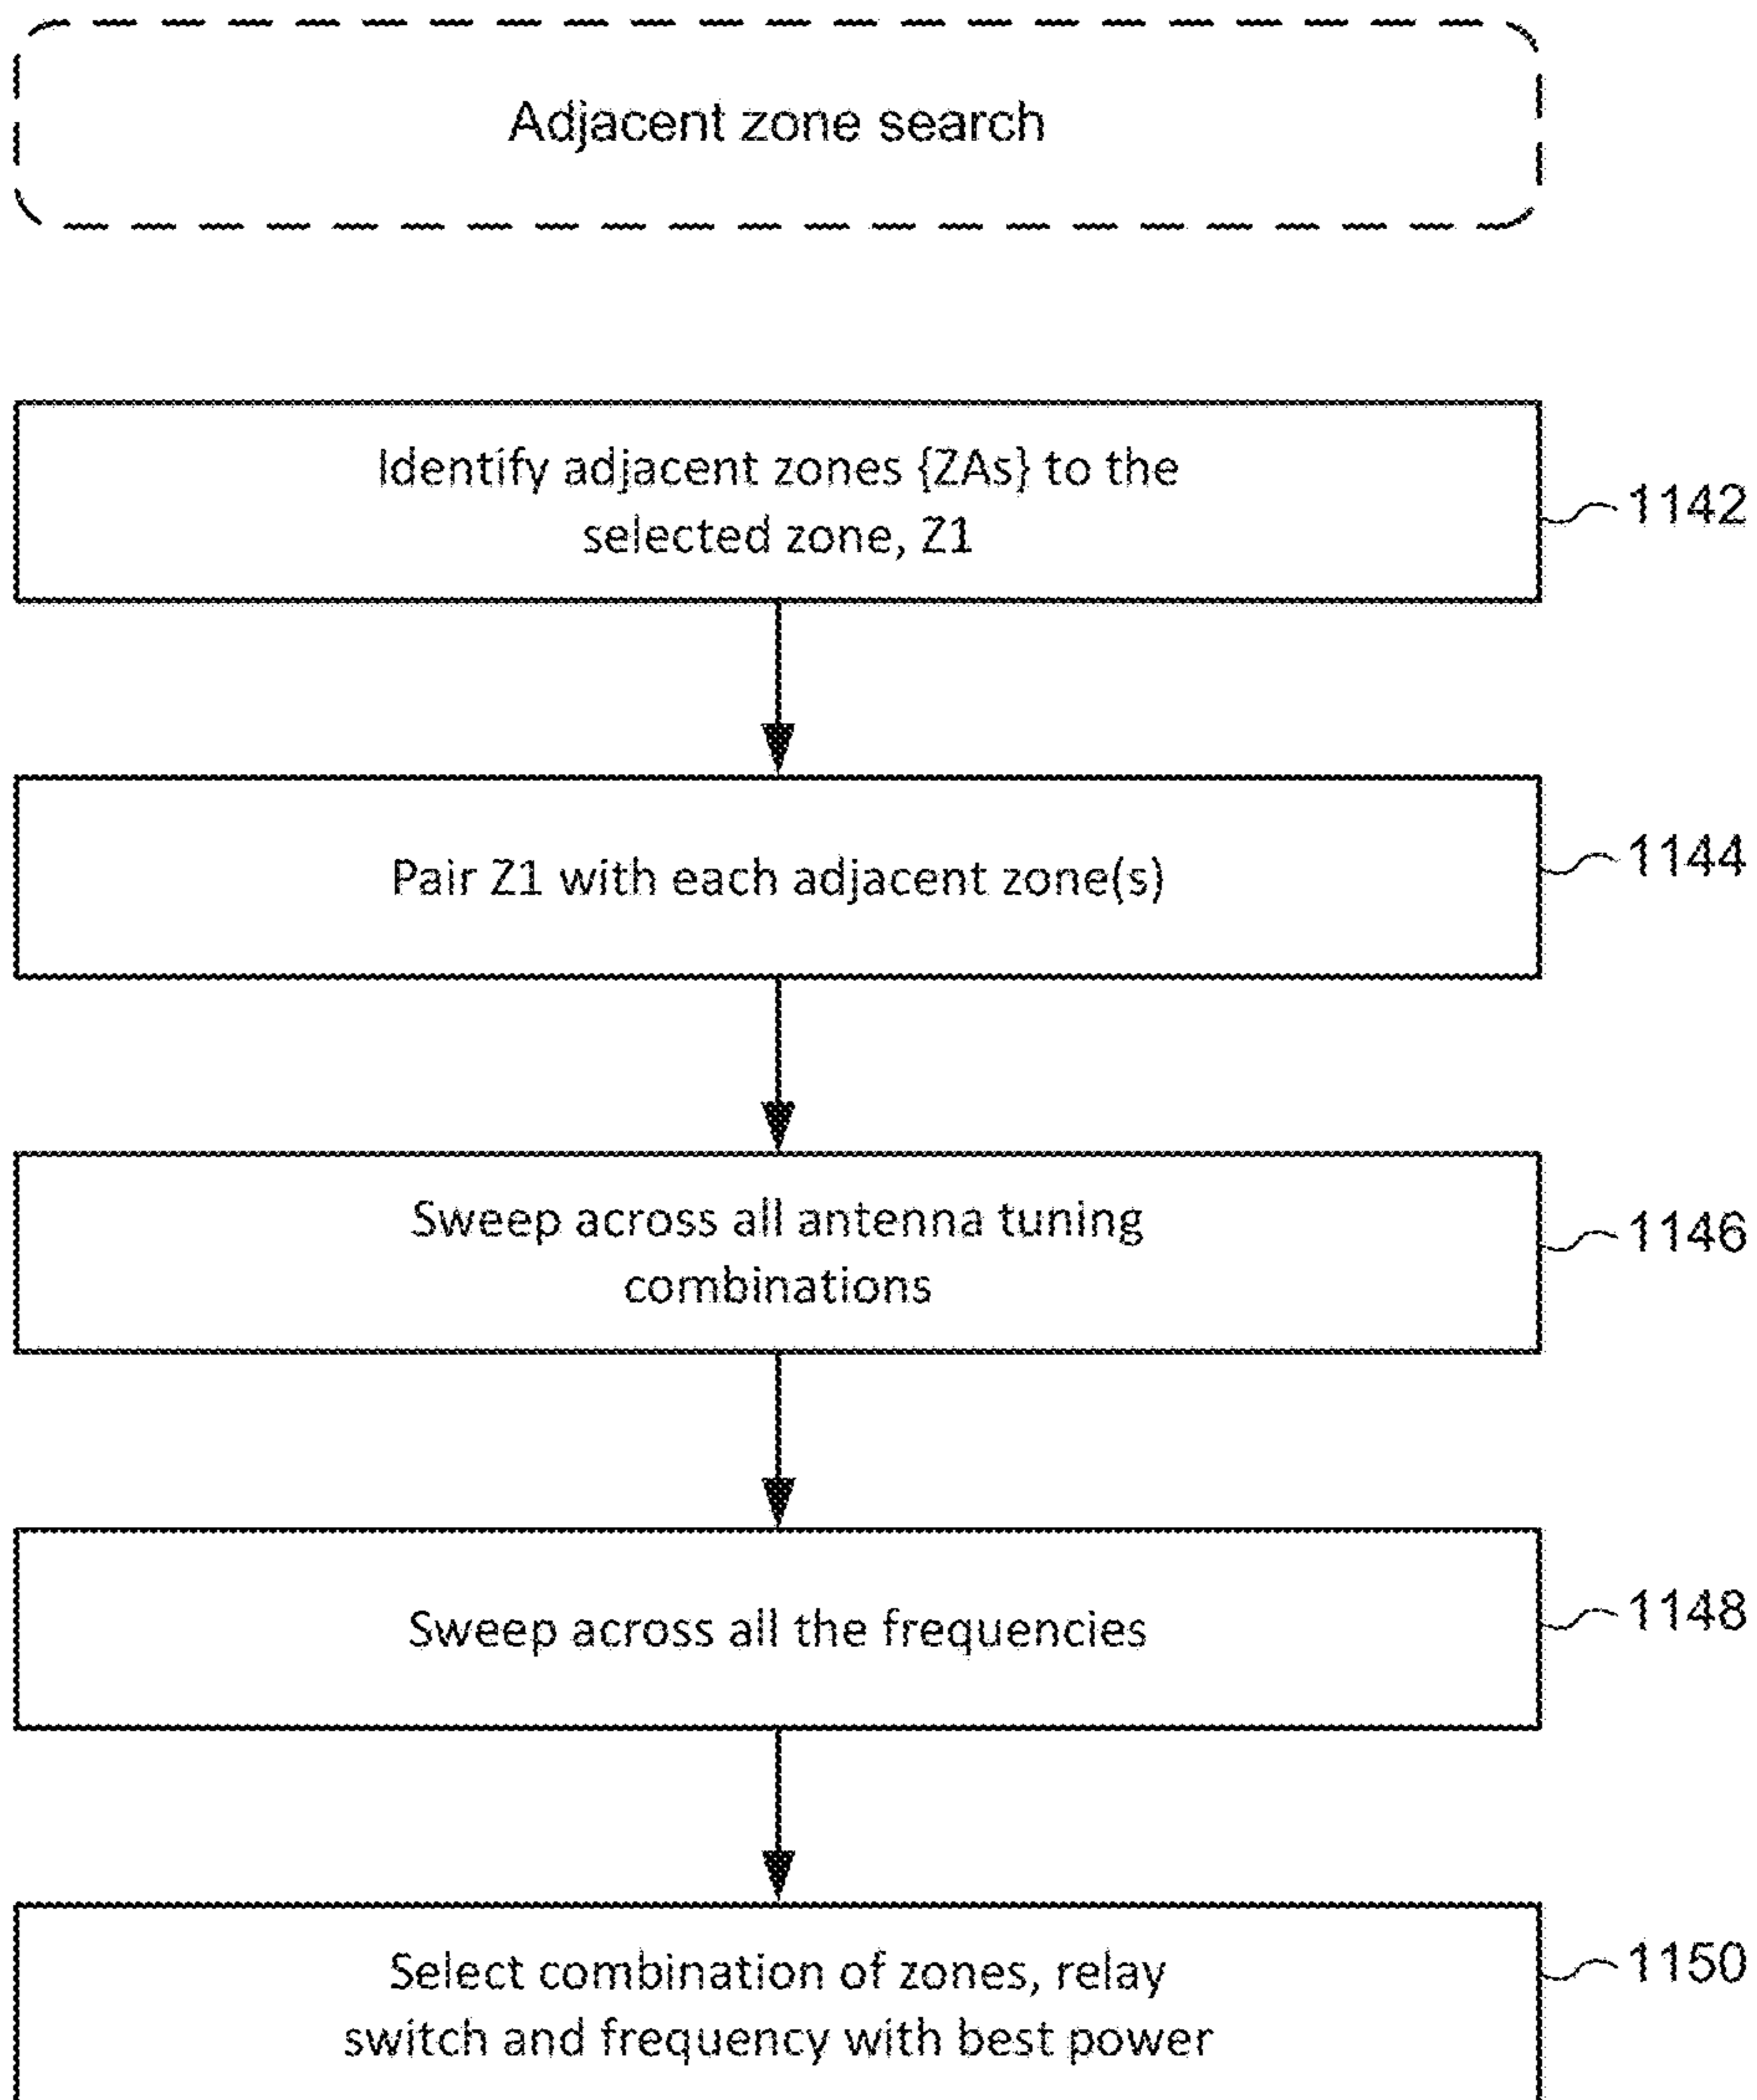 Adjacent zone search
Identify adjacent zones {ZAs} to the
selected zone, Z1
1142
Pair Z1 with each adjacent zone(s)
1144
Sweep across all antenna tuning
combinations
1146
Sweep across all the frequencies
1148
Select combination of zones, relay
switch and frequency with best power
1150